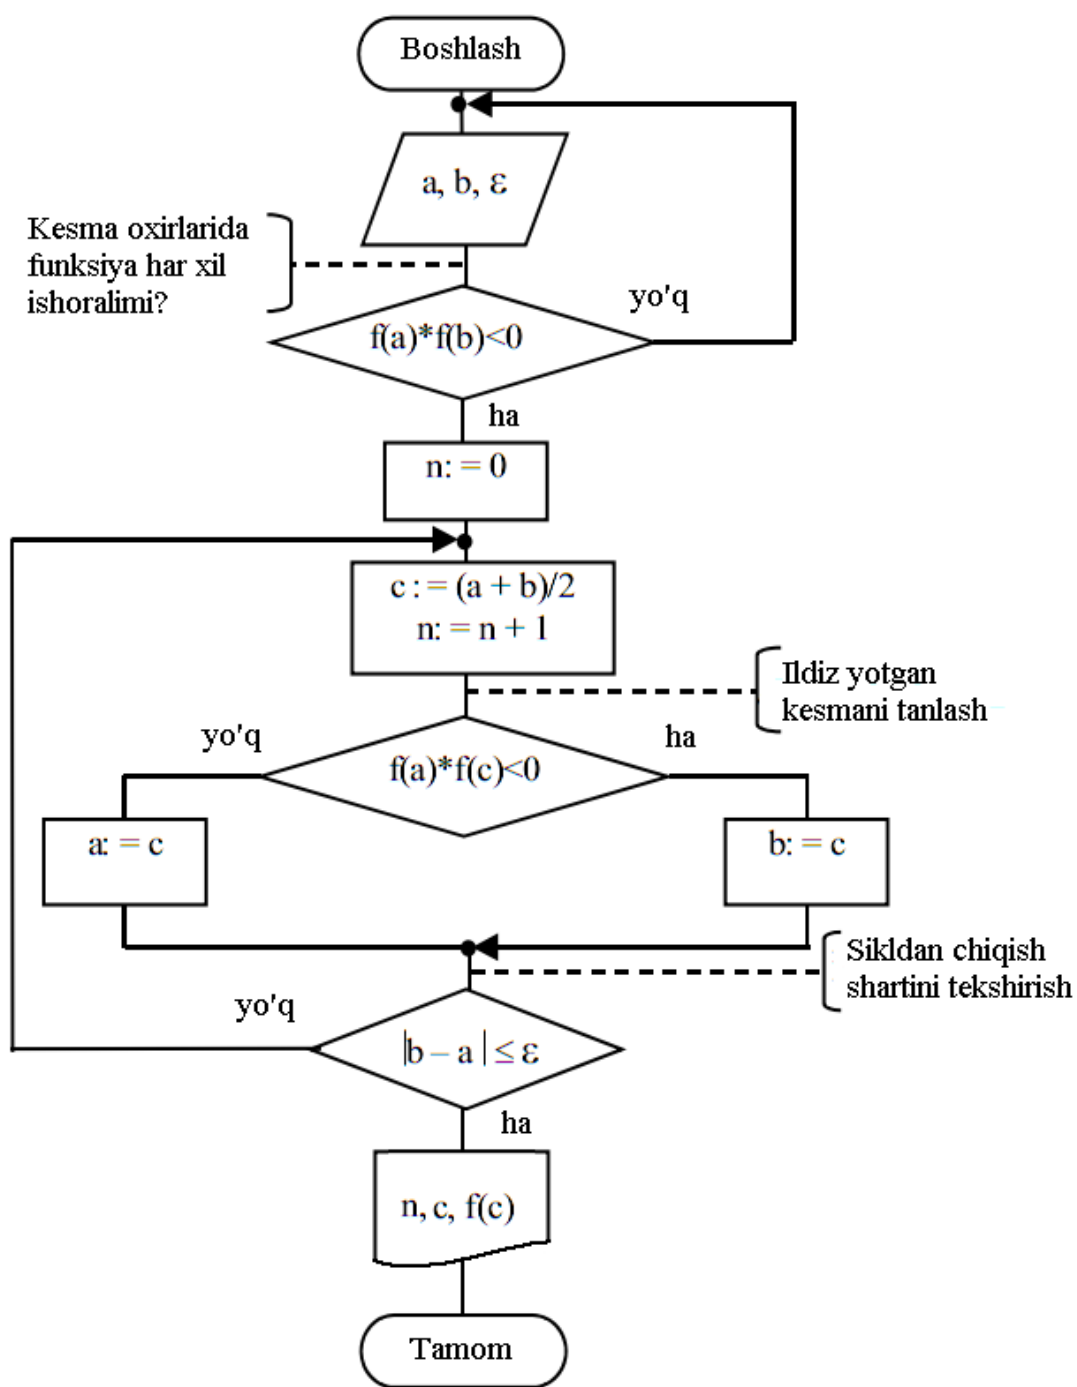 Boshlash
a, b, ε
Kesma oxirlarida
funksiya har xil
ishoralimi?
yo'q
f(a)*f(b)<0
ha
n: = 0
c : = (a + b)/2
n: = n + 1
Ildiz yotgan
kesmani tanlash
yo'q
ha
f(a)*f(c)<0
a: = c
b: = c
Sikldan chiqish
shartini tekshirish
yo'q
|b – a | ≤ ε
ha
n, c, f(c)
Tamom